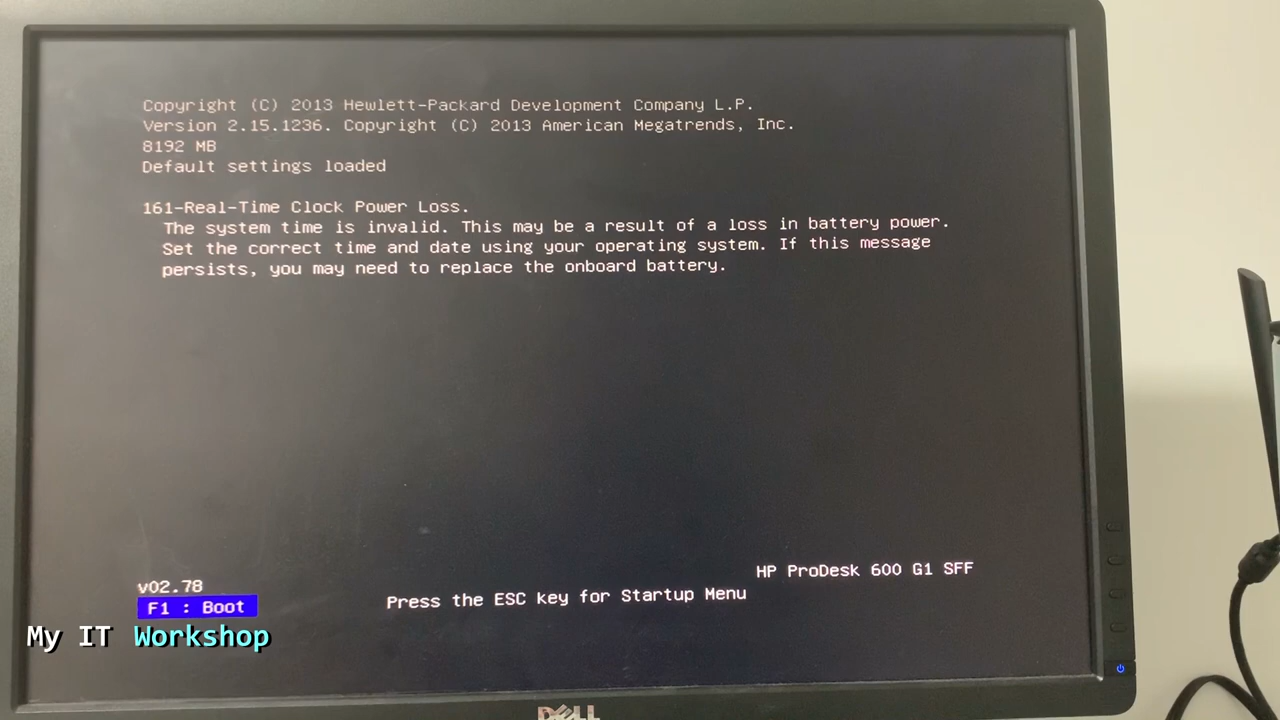 Copyright (C) 2013 Hewlett-Packard Development Company L.P.
Version 2.15.1236. Copyright (C) 2013 American Megatrends, Inc.
8192 MB
Default settings loaded
161-Real-Time Clock Power Loss.
The system time is invalid. This may be a result of a loss in battery power.
Set the correct time and date using your operating system. If this message
persists, you may need to replace the onboard battery.
HP ProDesk 600 G1 SFF
v02.78
F1 : Boot
Press the ESC key for Startup Menu
My IT Workshop
DELL